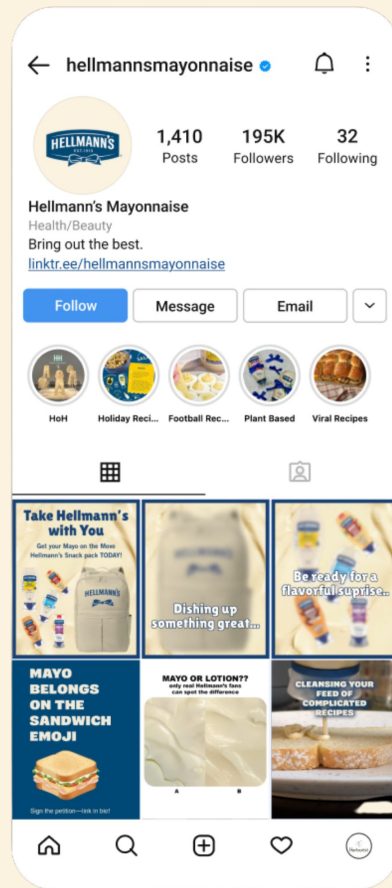 hellmannsmayonnaise
HELLMANN'S
1,410 195K 32
Posts Followers Following
Hellmann's Mayonnaise
Health/Beauty
Bring out the best.
linktr.ee/hellmannsmayonnaise
Follow Message Email
HoH Holiday Reci... Football Rec... Plant Based Viral Recipes
Take Hellmann's
with You
Get your Mayo on the Move
Hellmann's Snack pack TODAY!
HELLMANN'S
Dishing up
something great...
Be ready for a
flavorful suprise..
MAYO
BELONGS
ON THE
SANDWICH
EMOJI
Sign the petition—link in bio!
MAYO OR LOTION??
only real Hellmann's fans
can spot the difference
A B
CLEANSING YOUR
FEED OF
COMPLICATED
RECIPES